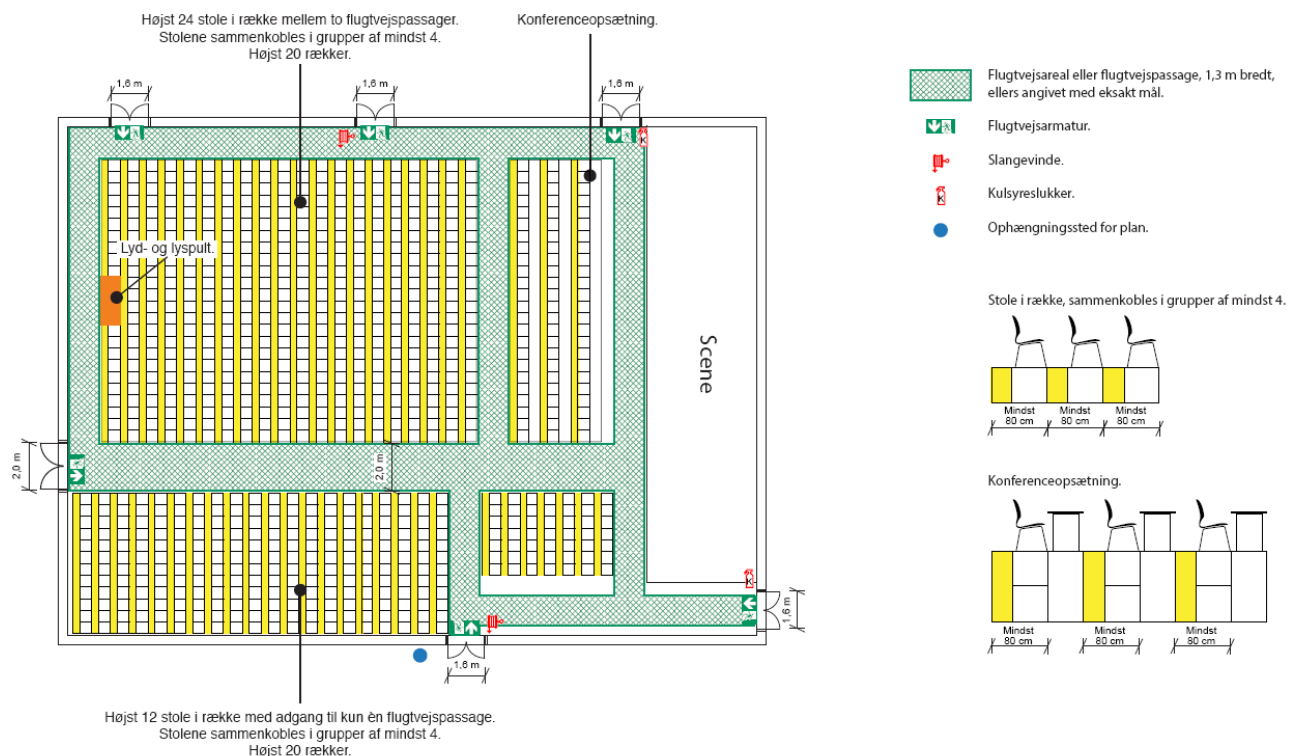 Højst 24 stole i række mellem to flugtvejspassager.
Stolene sammenkobles i grupper af mindst 4.
Højst 20 rækker.
Konferenceopsætning.
1,6 m
1,6 m
1,6 m
K
Lyd- og lyspult.
Scene
2,0 m
2,0 m
K
1,6 m
1,6 m
Højst 12 stole i række med adgang til kun èn flugtvejspassage.
Stolene sammenkobles i grupper af mindst 4.
Højst 20 rækker.
Flugtvejsareal eller flugtvejspassage, 1,3 m bredt,
ellers angivet med eksakt mål.
Flugtvejsarmatur.
Slangevinde.
K
Kulsyreslukker.
Ophængningssted for plan.
Stole i række, sammenkobles i grupper af mindst 4.
Mindst
80 cm
Mindst
80 cm
Mindst
80 cm
Konferenceopsætning.
Mindst
80 cm
Mindst
80 cm
Mindst
80 cm